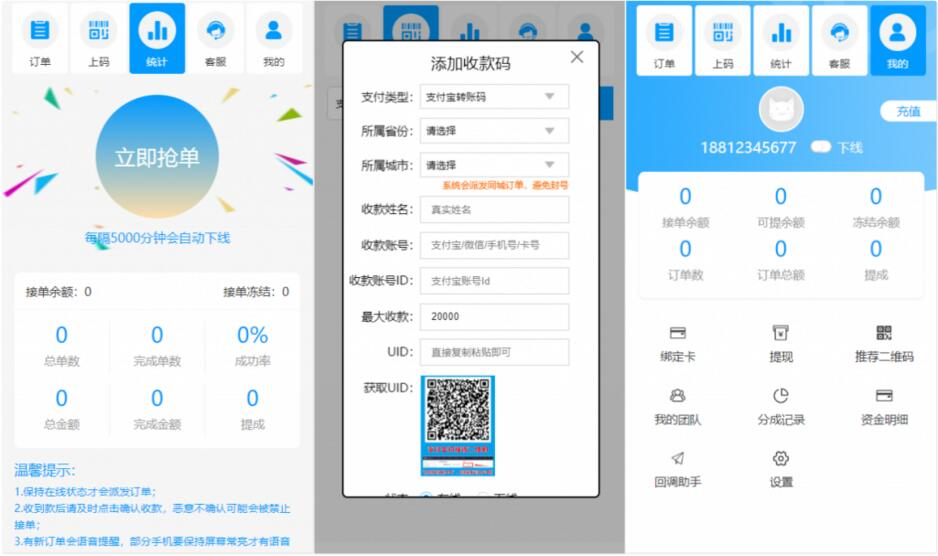 订单
上码
统计
客服
我的
立即抢单
每隔5000分钟会自动下线
接单余额：0
接单冻结：0
0
0
0%
总单数
完成单数
成功率
0
0
0
总金额
完成金额
提成
温馨提示：
1.保持在线状态才会派发订单；
2.收到款后请及时点击确认收款，恶意不确认可能会被禁止
接单；
3.有新订单会语音提醒，部分手机要保持屏幕常亮才有语音
添加收款码
支付类型：
支付宝转账码
所属省份：
请选择
所属城市：
请选择
系统会派发同城订单、避免封号
收款姓名：
真实姓名
收款账号：
支付宝/微信/手机号/卡号
收款账号ID：
支付宝账号Id
最大收款：
20000
UID：
直接复制粘贴即可
获取UID：
订单
上码
统计
客服
我的
充值
18812345677
下线
0
0
0
接单余额
可提余额
冻结余额
0
0
0
订单数
订单总额
提成
绑定卡
提现
推荐二维码
我的团队
分成记录
资金明细
回调助手
设置